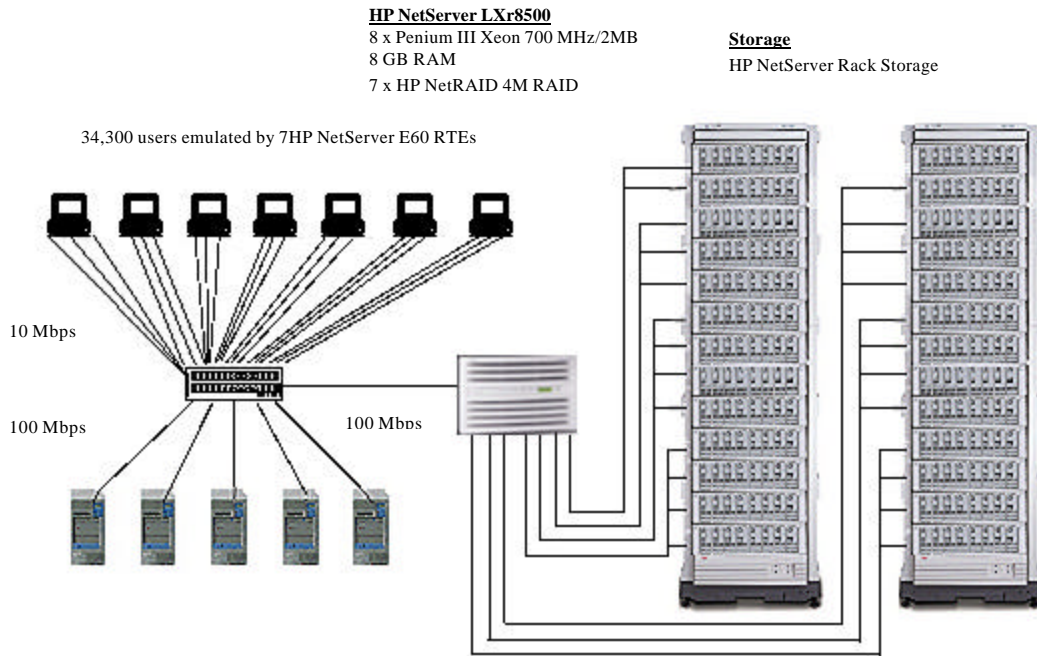 HP NetServer LXr8500
8 x Penium III Xeon 700 MHz/2MB
8 GB RAM
7 x HP NetRAID 4M RAID
Storage
HP NetServer Rack Storage
34,300 users emulated by 7HP NetServer E60 RTEs
10 Mbps
100 Mbps
100 Mbps